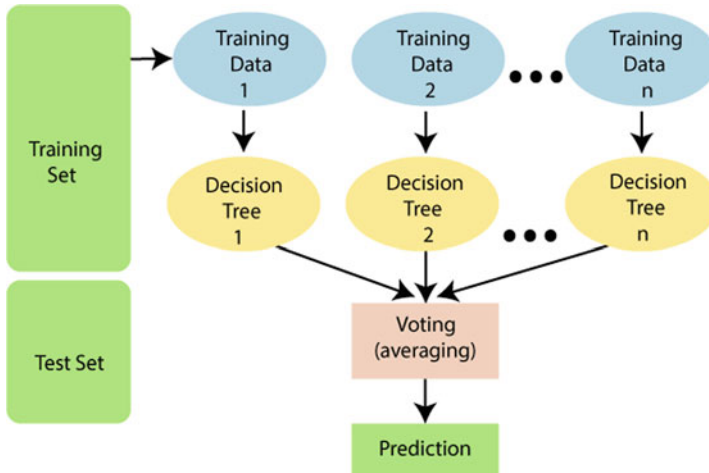 Training
Set
Test Set
Training
Data
1
Training
Data
2
Training
Data
n
Decision
Tree
1
Decision
Tree
2
Decision
Tree
n
Voting
(averaging)
Prediction